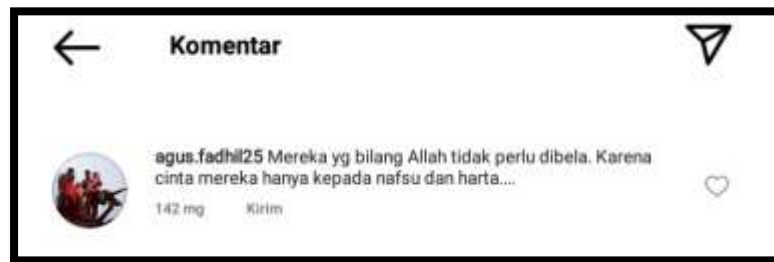 Komentar
agus.fadhil25 Mereka yg bilang Allah tidak perlu dibela. Karena
cinta mereka hanya kepada nafsu dan harta....
142 mg Kirim